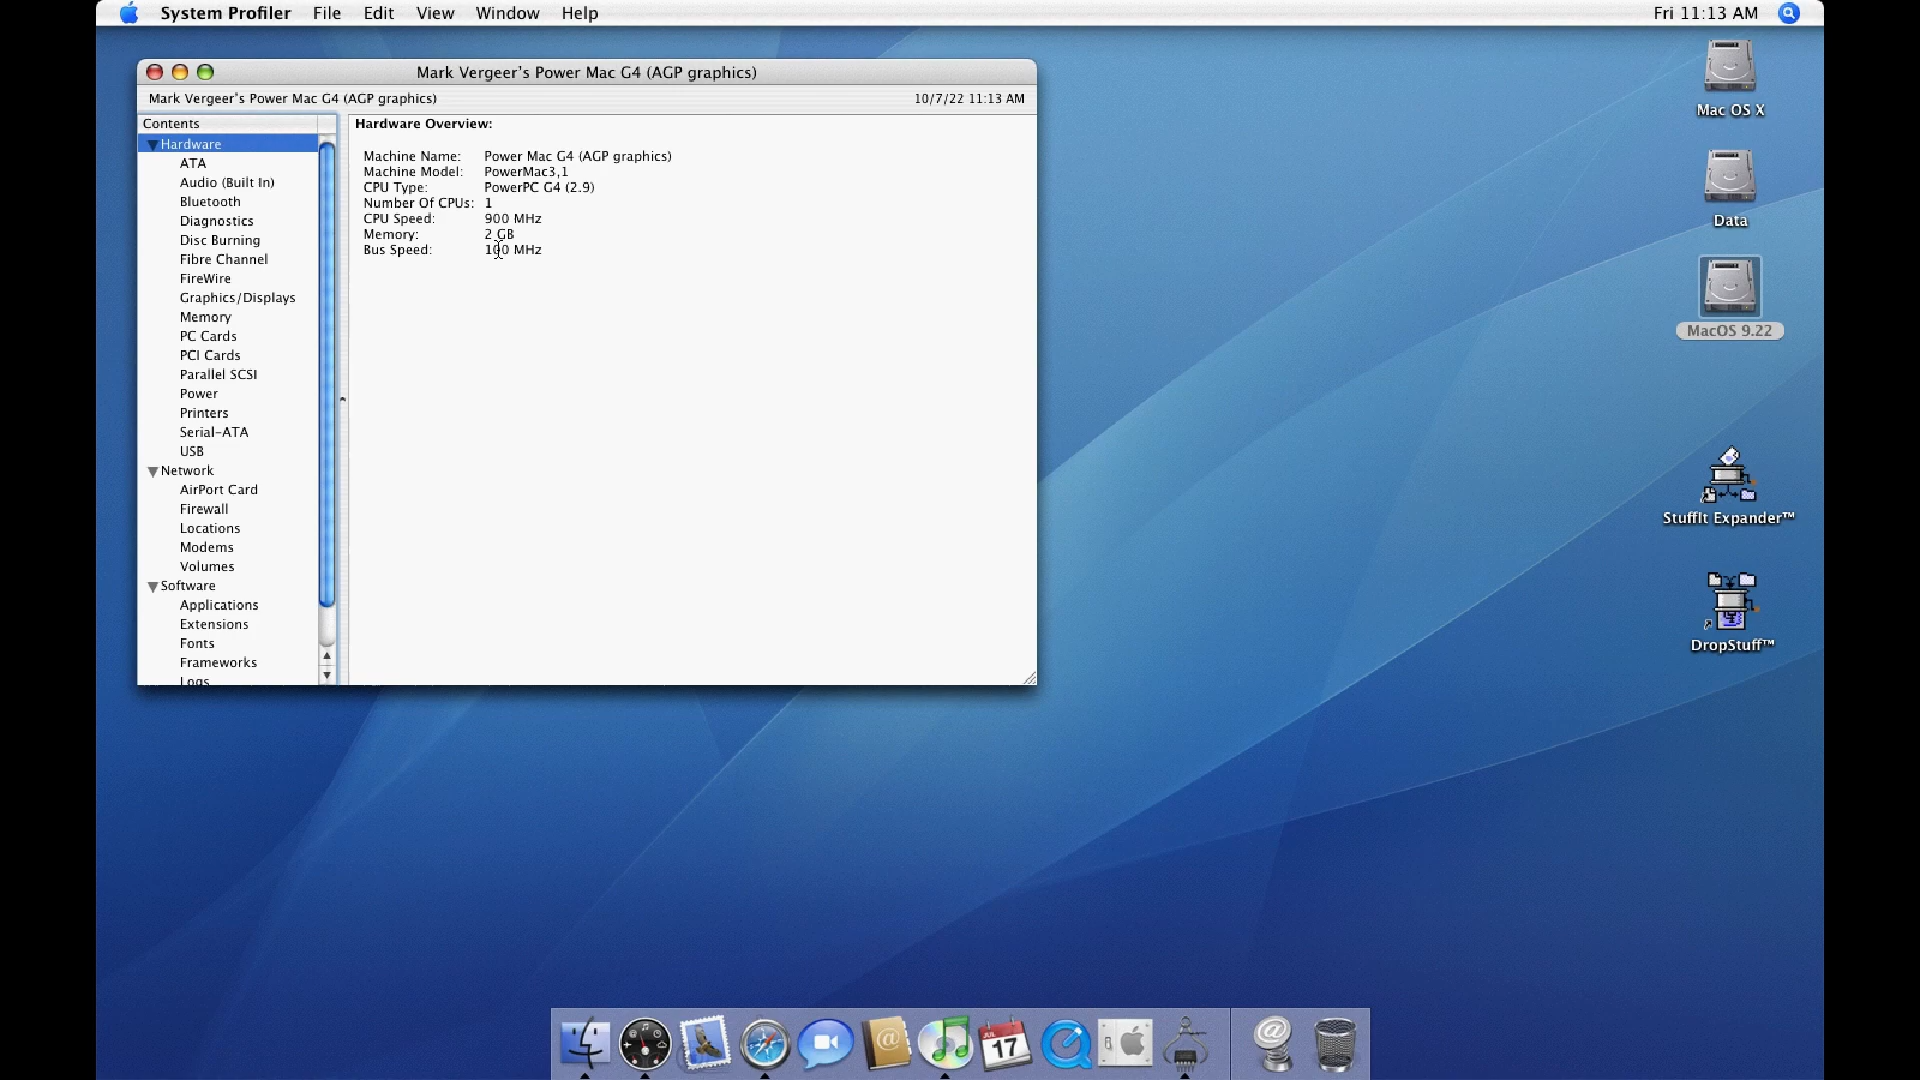 System Profiler File Edit View Window Help Fri 11:13 AM
Mark Vergeer's Power Mac G4 (AGP graphics)
Mark Vergeer's Power Mac G4 (AGP graphics) 10/7/22 11:13 AM
Contents
Hardware
ATA
Audio (Built In)
Bluetooth
Diagnostics
Disc Burning
Fibre Channel
FireWire
Graphics/Displays
Memory
PC Cards
PCI Cards
Parallel SCSI
Power
Printers
Serial-ATA
USB
Network
AirPort Card
Firewall
Locations
Modems
Volumes
Software
Applications
Extensions
Fonts
Frameworks
Logs
Hardware Overview:
Machine Name: Power Mac G4 (AGP graphics)
Machine Model: PowerMac3,1
CPU Type: PowerPC G4 (2.9)
Number Of CPUs: 1
CPU Speed: 900 MHz
Memory: 2 GB
Bus Speed: 100 MHz
Mac OS X
Data
MacOS 9.22
StuffIt Expander™
DropStuff™
@
JUL
17
@